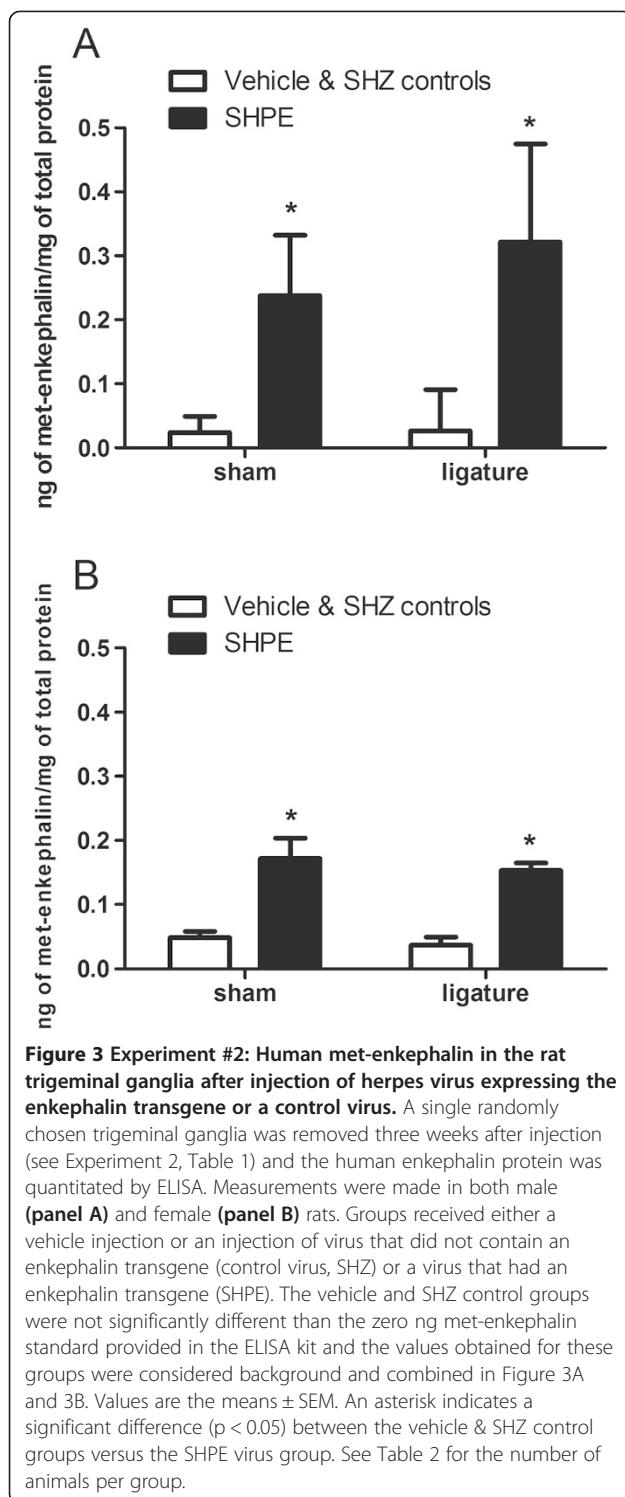 A
Vehicle & SHZ controls
SHPE
ng of met-enkephalin/mg of total protein
0.5
0.4
0.3
0.2
0.1
0.0
*
*
sham
ligature
B
Vehicle & SHZ controls
SHPE
ng of met-enkephalin/mg of total protein
0.5
0.4
0.3
0.2
0.1
0.0
*
*
sham
ligature
Figure 3 Experiment #2: Human met-enkephalin in the rat
trigeminal ganglia after injection of herpes virus expressing the
enkephalin transgene or a control virus. A single randomly
chosen trigeminal ganglia was removed three weeks after injection
(see Experiment 2, Table 1) and the human enkephalin protein was
quantitated by ELISA. Measurements were made in both male
(panel A) and female (panel B) rats. Groups received either a
vehicle injection or an injection of virus that did not contain an
enkephalin transgene (control virus, SHZ) or a virus that had an
enkephalin transgene (SHPE). The vehicle and SHZ control groups
were not significantly different than the zero ng met-enkephalin
standard provided in the ELISA kit and the values obtained for these
groups were considered background and combined in Figure 3A
and 3B. Values are the means ± SEM. An asterisk indicates a
significant difference (p < 0.05) between the vehicle & SHZ control
groups versus the SHPE virus group. See Table 2 for the number of
animals per group.